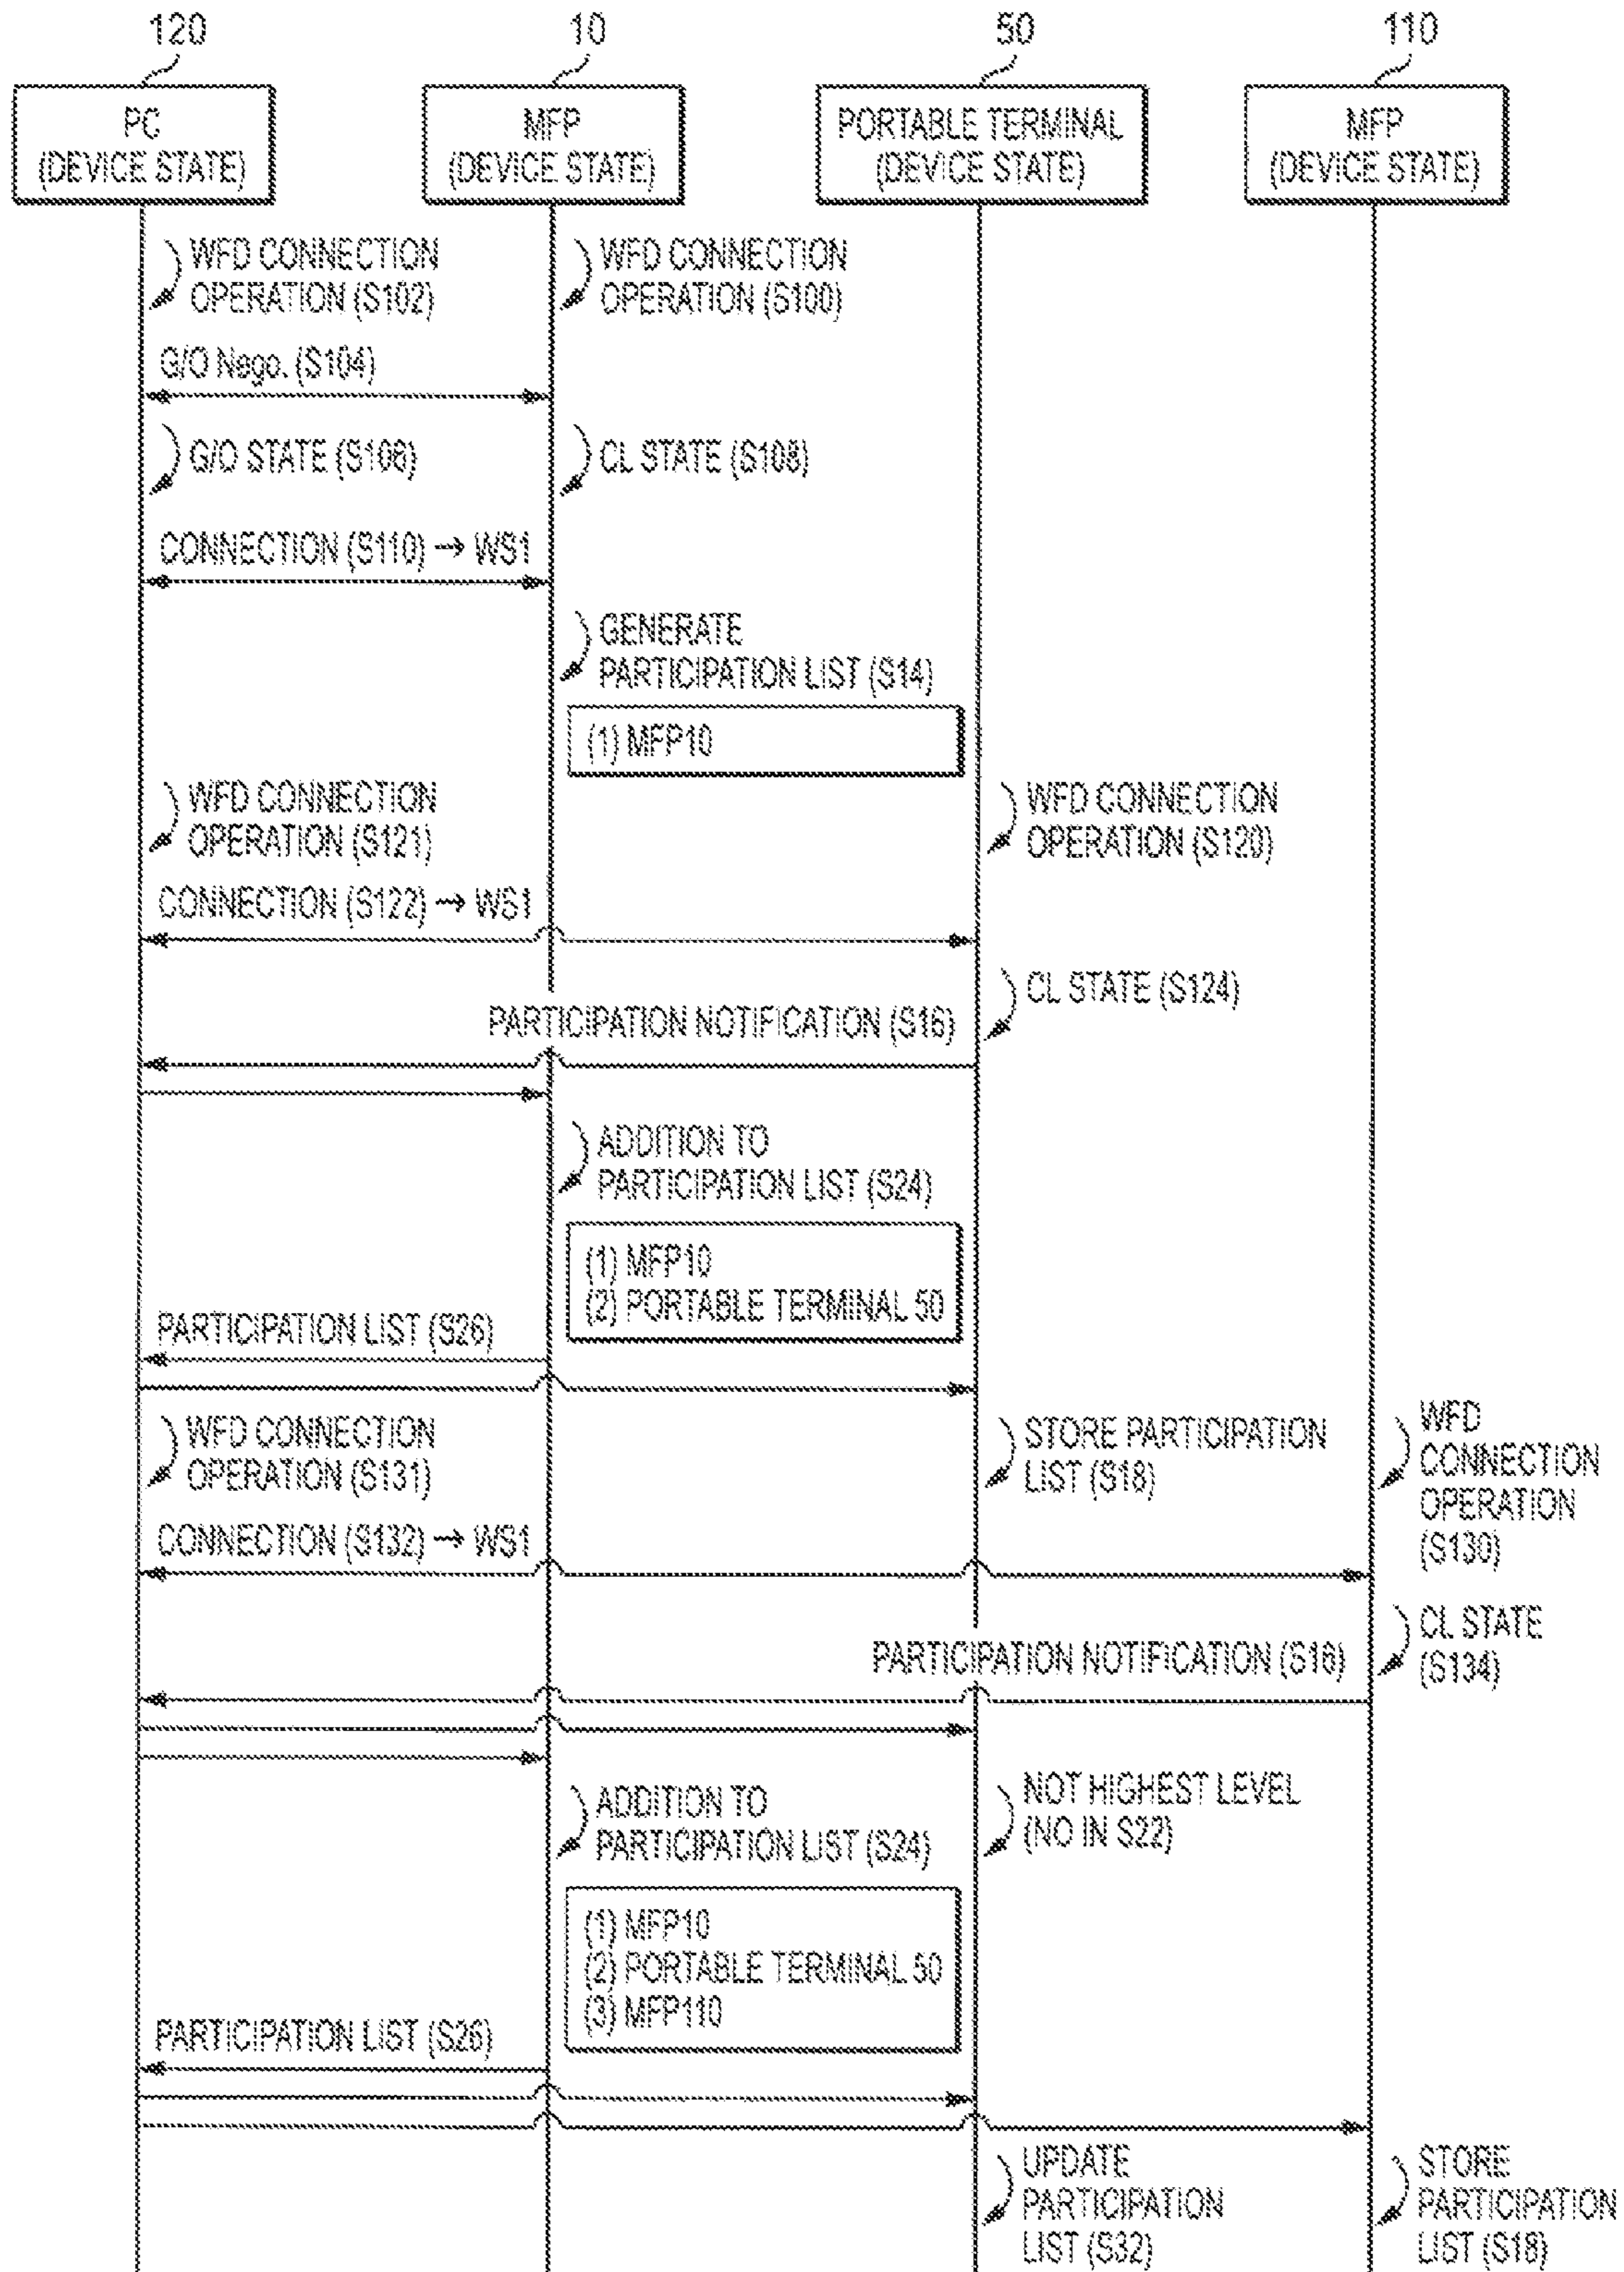 120
10
50
110
PC
(DEVICE STATE)
MFP
(DEVICE STATE)
PORTABLE TERMINAL
(DEVICE STATE)
MFP
(DEVICE STATE)
WFD CONNECTION
OPERATION (S102)
WFD CONNECTION
OPERATION (S100)
G/O Nego. (S104)
G/O STATE (S106)
CL STATE (S108)
CONNECTION (S110) → WS1
GENERATE
PARTICIPATION LIST (S14)
(1) MFP10
WFD CONNECTION
OPERATION (S121)
WFD CONNECTION
OPERATION (S120)
CONNECTION (S122) → WS1
CL STATE (S124)
PARTICIPATION NOTIFICATION (S16)
ADDITION TO
PARTICIPATION LIST (S24)
(1) MFP10
(2) PORTABLE TERMINAL 50
PARTICIPATION LIST (S26)
WFD CONNECTION
OPERATION (S131)
STORE PARTICIPATION
LIST (S18)
WFD
CONNECTION
OPERATION
(S130)
CONNECTION (S132) → WS1
CL STATE
(S134)
PARTICIPATION NOTIFICATION (S16)
ADDITION TO
PARTICIPATION LIST (S24)
NOT HIGHEST LEVEL
(NO IN S22)
(1) MFP10
(2) PORTABLE TERMINAL 50
(3) MFP110
PARTICIPATION LIST (S26)
UPDATE
PARTICIPATION
LIST (S32)
STORE
PARTICIPATION
LIST (S18)